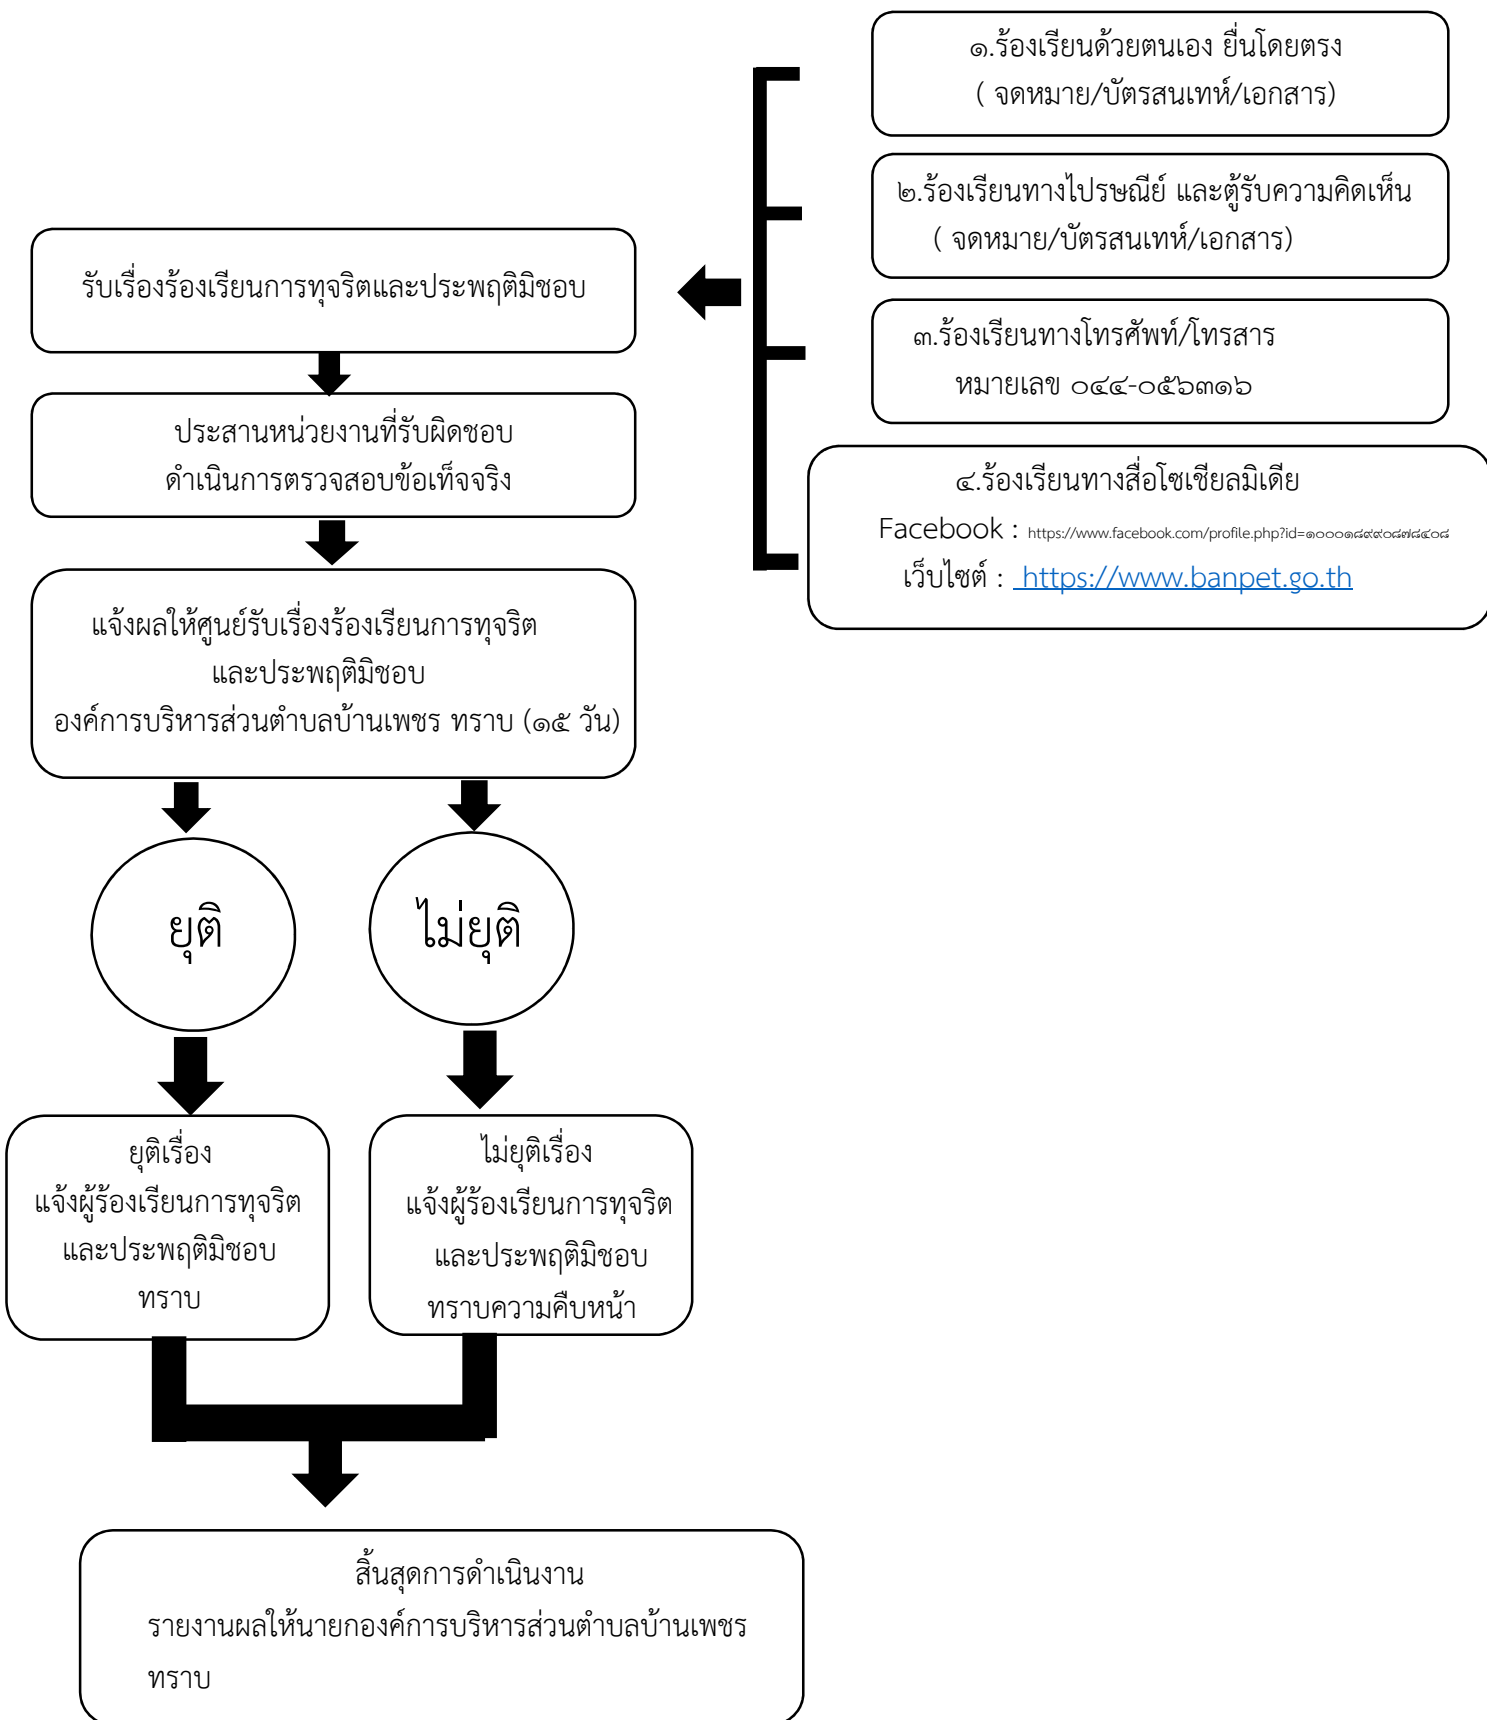 ๑.ร้องเรียนด้วยตนเอง ยื่นโดยตรง
( จดหมาย/บัตรสนเทห์/เอกสาร)
๒.ร้องเรียนทางไปรษณีย์ และตู้รับความคิดเห็น
( จดหมาย/บัตรสนเทห์/เอกสาร)
๓.ร้องเรียนทางโทรศัพท์/โทรสาร
หมายเลข ๐๔๔-๐๕๖๓๑๖
๔.ร้องเรียนทางสื่อโซเชียลมิเดีย
Facebook : https://www.facebook.com/profile.php?id=๑๐๐๐๑๘๙๙๐๘๗๘๔๐๘
เว็บไซต์ : https://www.banpet.go.th
รับเรื่องร้องเรียนการทุจริตและประพฤติมิชอบ
ประสานหน่วยงานที่รับผิดชอบ
ดำเนินการตรวจสอบข้อเท็จจริง
แจ้งผลให้ศูนย์รับเรื่องร้องเรียนการทุจริต
และประพฤติมิชอบ
องค์การบริหารส่วนตำบลบ้านเพชร ทราบ (๑๕ วัน)
ยุติ
ไม่ยุติ
ยุติเรื่อง
แจ้งผู้ร้องเรียนการทุจริต
และประพฤติมิชอบ
ทราบ
ไม่ยุติเรื่อง
แจ้งผู้ร้องเรียนการทุจริต
และประพฤติมิชอบ
ทราบความคืบหน้า
สิ้นสุดการดำเนินงาน
รายงานผลให้นายกองค์การบริหารส่วนตำบลบ้านเพชร
ทราบ